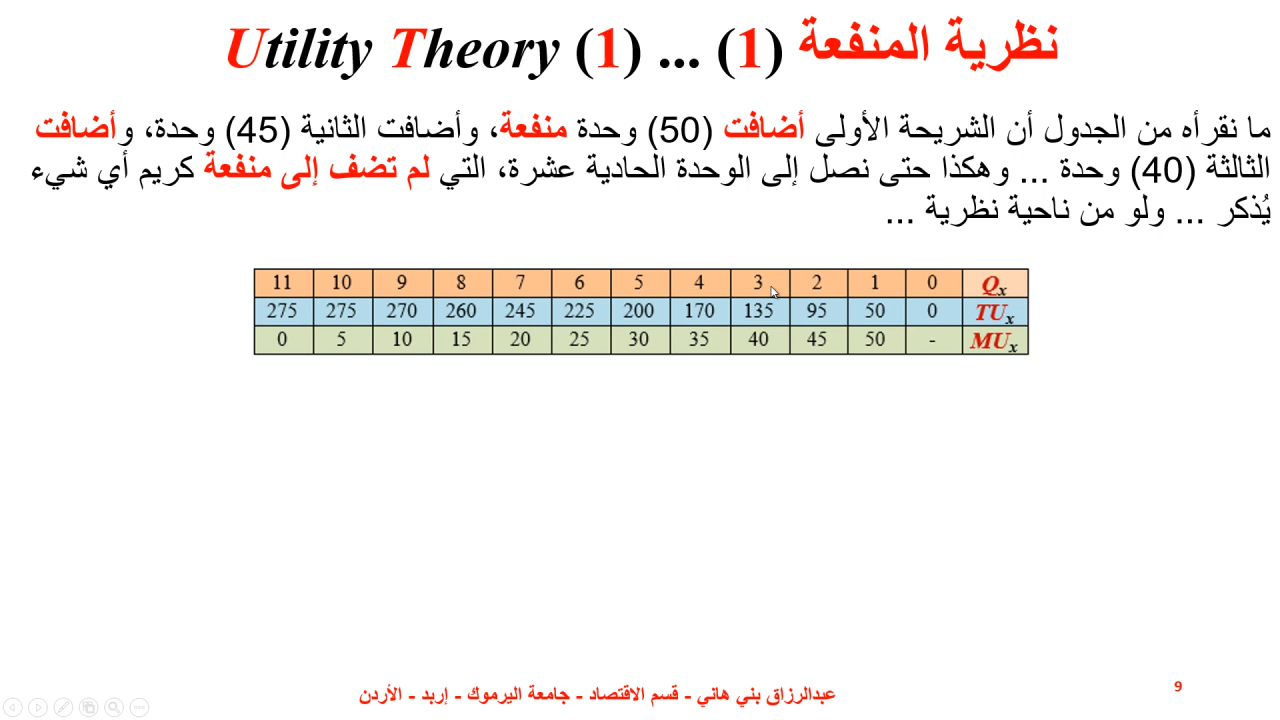 نظرية المنفعة (1) ... Utility Theory (1)
ما نقرأه من الجدول أن الشريحة الأولى أضافت (50) وحدة منفعة، وأضافت الثانية (45) وحدة، وأضافت
الثالثة (40) وحدة ... وهكذا حتى نصل إلى الوحدة الحادية عشرة، التي لم تضف إلى منفعة كريم أي شيء
يُذكر ... ولو من ناحية نظرية ...
Qx 0 1 2 3 4 5 6 7 8 9 10 11
TUx 0 50 95 135 170 200 225 245 260 270 275 275
MUx - 50 45 40 35 30 25 20 15 10 5 0
عبدالرزاق بني هاني - قسم الاقتصاد - جامعة اليرموك - إربد - الأردن
9